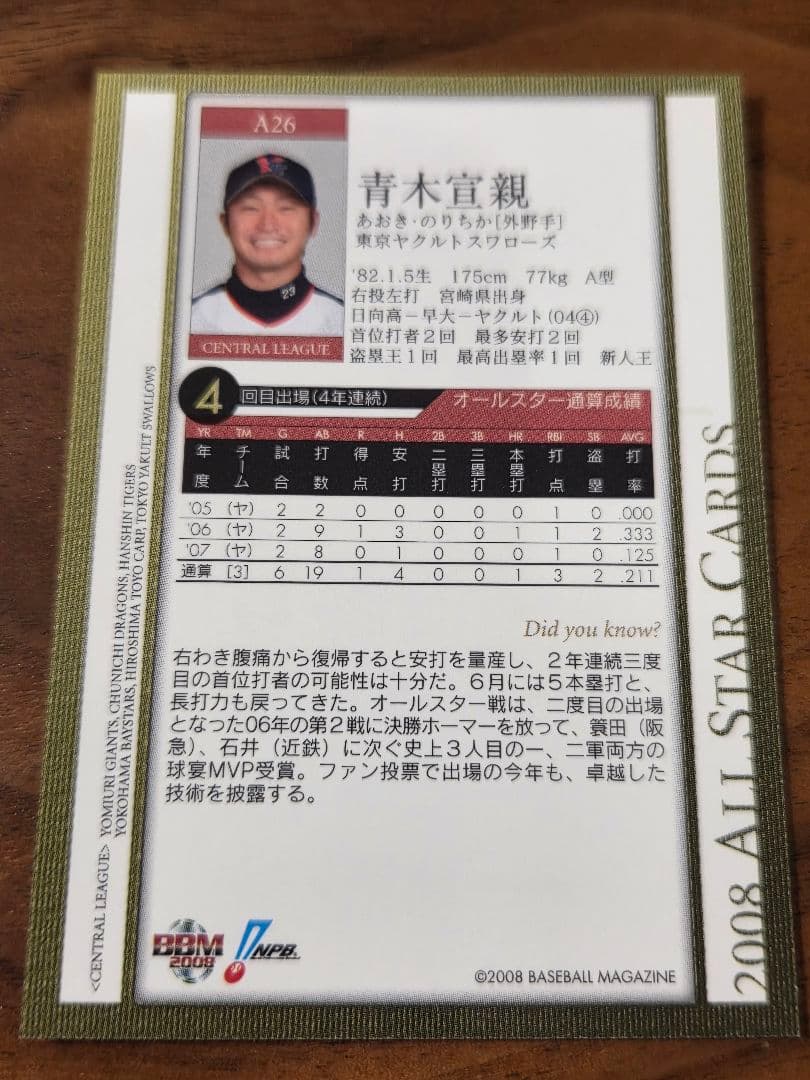 A26
青木宣親
あおき・のりちか[外野手]
東京ヤクルトスワローズ
'82.1.5生 175cm 77kg A型
右投左打 宮崎県出身
日向高－早大－ヤクルト(04④)
首位打者2回 最多安打2回
盗塁王1回 最高出塁率1回 新人王
23
CENTRAL LEAGUE
4回目出場(4年連続) オールスター通算成績
YR TM G AB R H 2B 3B HR RBI SB AVG
年度 チーム 試合 打数 得点 安打 二塁打 三塁打 本塁打 打点 盗塁 打率
'05 (ヤ) 2 2 0 0 0 0 0 1 0 .000
'06 (ヤ) 2 9 1 3 0 0 1 1 2 .333
'07 (ヤ) 2 8 0 1 0 0 0 1 0 .125
通算 [3] 6 19 1 4 0 0 1 3 2 .211
Did you know?
右わき腹痛から復帰すると安打を量産し、2年連続三度
目の首位打者の可能性は十分だ。6月には5本塁打と、
長打力も戻ってきた。オールスター戦は、二度目の出場
となった06年の第2戦に決勝ホーマーを放って、簑田（阪
急）、石井（近鉄）に次ぐ史上3人目の一、二軍両方の
球宴MVP受賞。ファン投票で出場の今年も、卓越した
技術を披露する。
BBM
2008
NPB
©2008 BASEBALL MAGAZINE
<CENTRAL LEAGUE> YOMIURI GIANTS, CHUNICHI DRAGONS, HANSHIN TIGERS
YOKOHAMA BAYSTARS, HIROSHIMA TOYO CARP, TOKYO YAKULT SWALLOWS
2008 ALL STAR CARDS